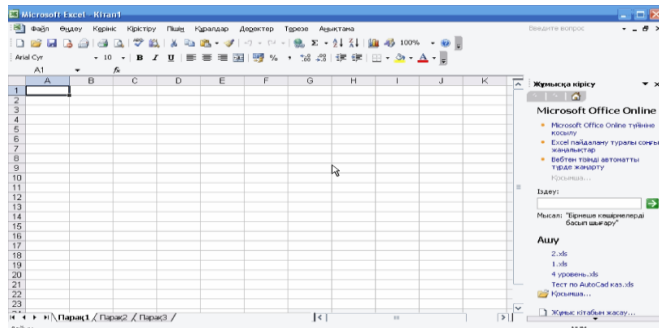 Microsoft Excel - Кітап1
Файл Өңдеу Көрініс Кірістіру Пішін Құралдар Деректер Терезе Анықтама
Введите вопрос
100%
Arial Cyr 10 B I U
A1 fx
A B C D E F G H I J K
1
2
3
4
5
6
7
8
9
10
11
12
13
14
15
16
17
18
19
20
21
22
23
Парақ1 Парақ2 Парақ3
Жұмысқа кірісу
Microsoft Office Online
Microsoft Office Online түйініне
қосылу
Excel пайдалану туралы соңғы
жаңалықтар
Вебтен тізімді автоматты
түрде жаңарту
Қосымша...
Іздеу:
Мысал: "Бірнеше көшірмелерді
басып шығару"
Ашу
2.xls
1.xls
4 уровень.xls
Тест по AutoCad каз.xls
Қосымша...
Жұмыс кітабын жасау...